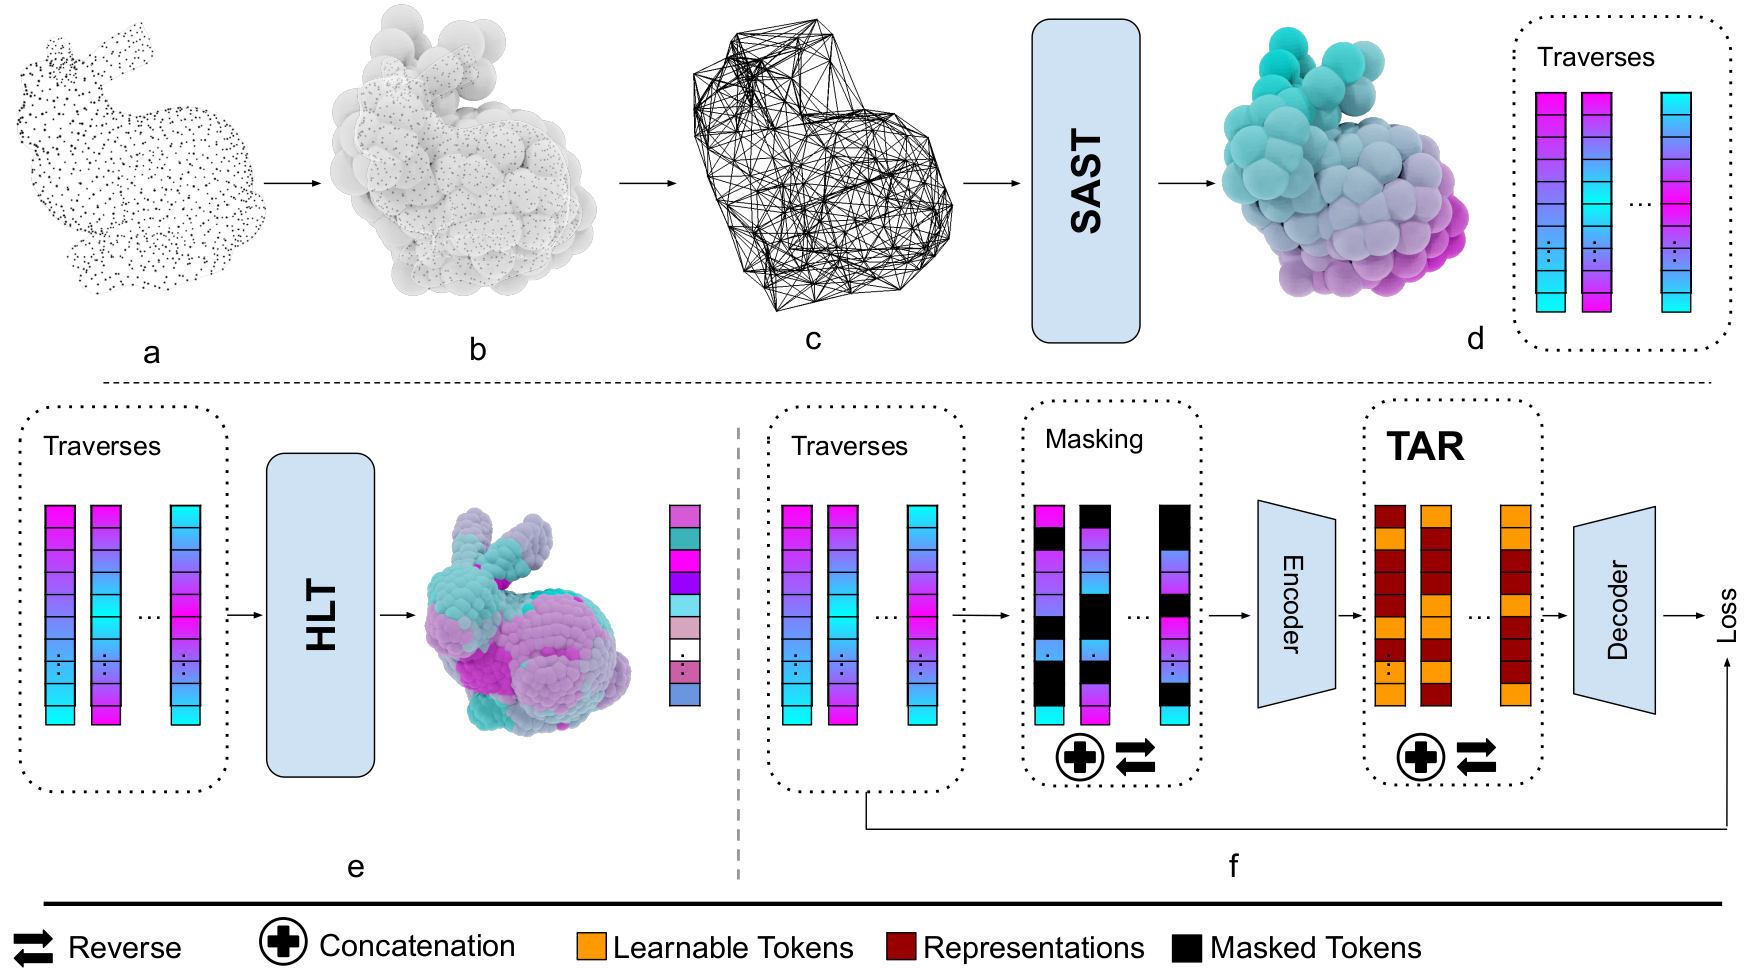 SAST
Traverses
...
a
b
c
d
Traverses
...
HLT
e
Traverses
...
Masking
...
Encoder
TAR
...
Decoder
Loss
f
Reverse
Concatenation
Learnable Tokens
Representations
Masked Tokens